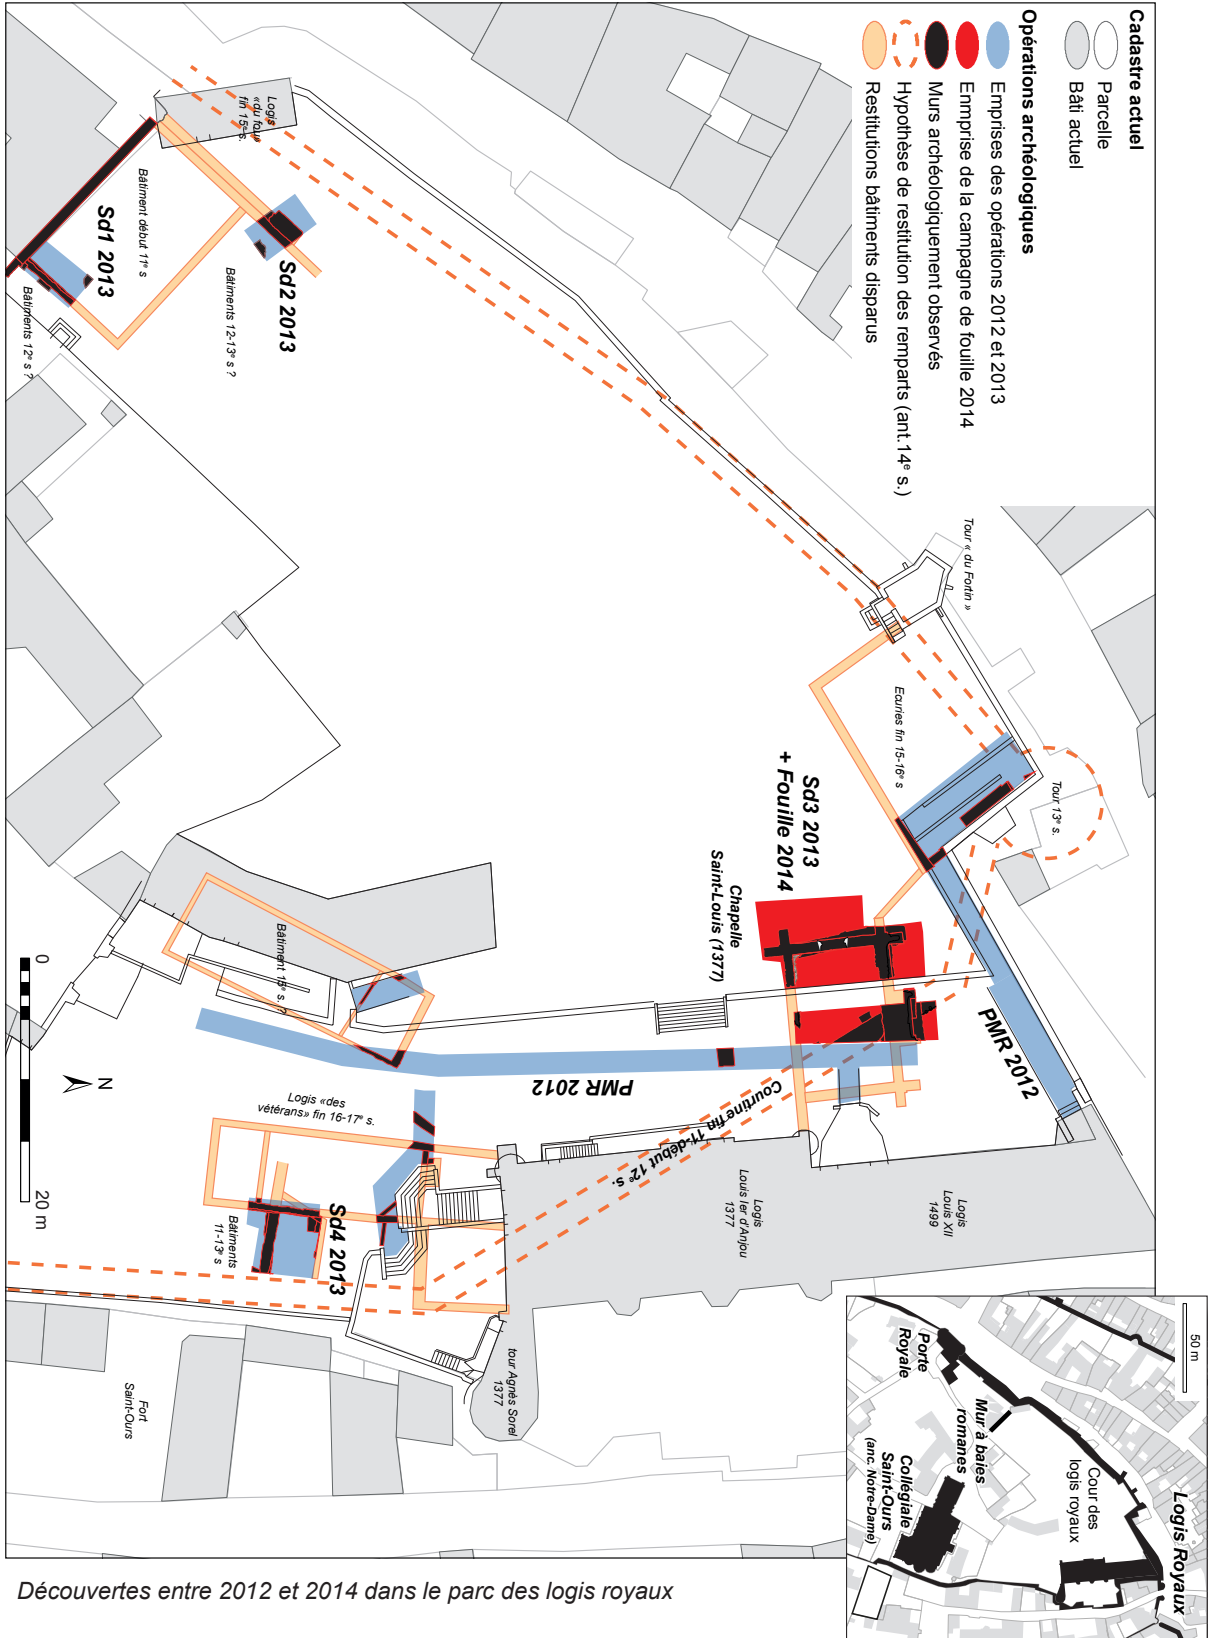 Cadastre actuel
Parcelle
Bâti actuel
Opérations archéologiques
Emprises des opérations 2012 et 2013
Enmprise de la campagne de fouille 2014
Murs archéologiquement observés
Hypothèse de restitution des remparts (ant.14e s.)
Restitutions bâtiments disparus
Logis
«du four»
fin 15e s.
Bâtiment début 11e s
Sd1 2013
Bâtiments 12e s ?
Bâtiments 12-13e s ?
Sd2 2013
Tour « du Fortin »
Ecuries fin 15-16e s
Tour 13e s.
Sd3 2013
+ Fouille 2014
Chapelle
Saint-Louis (1377)
PMR 2012
PMR 2012
Courtine fin 11-début 12e s.
Bâtiment 15e s. ?
Logis «des
vétérans» fin 16-17e s.
Sd4 2013
Bâtiments
11-13e s
Logis
Louis Ier d'Anjou
1377
Logis
Louis XII
1499
tour Agnès Sorel
1377
Fort
Saint-Ours
0
20 m
N
50 m
Logis Royaux
Cour des
logis royaux
Porte
Royale
Mur à baies
romanes
Collégiale
Saint-Ours
(anc. Notre-Dame)
Découvertes entre 2012 et 2014 dans le parc des logis royaux